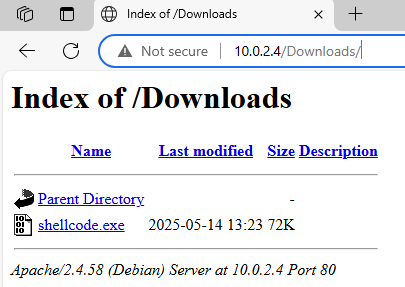 Index of /Downloads
Not secure 10.0.2.4/Downloads/
Index of /Downloads
Name Last modified Size Description
Parent Directory -
shellcode.exe 2025-05-14 13:23 72K
Apache/2.4.58 (Debian) Server at 10.0.2.4 Port 80